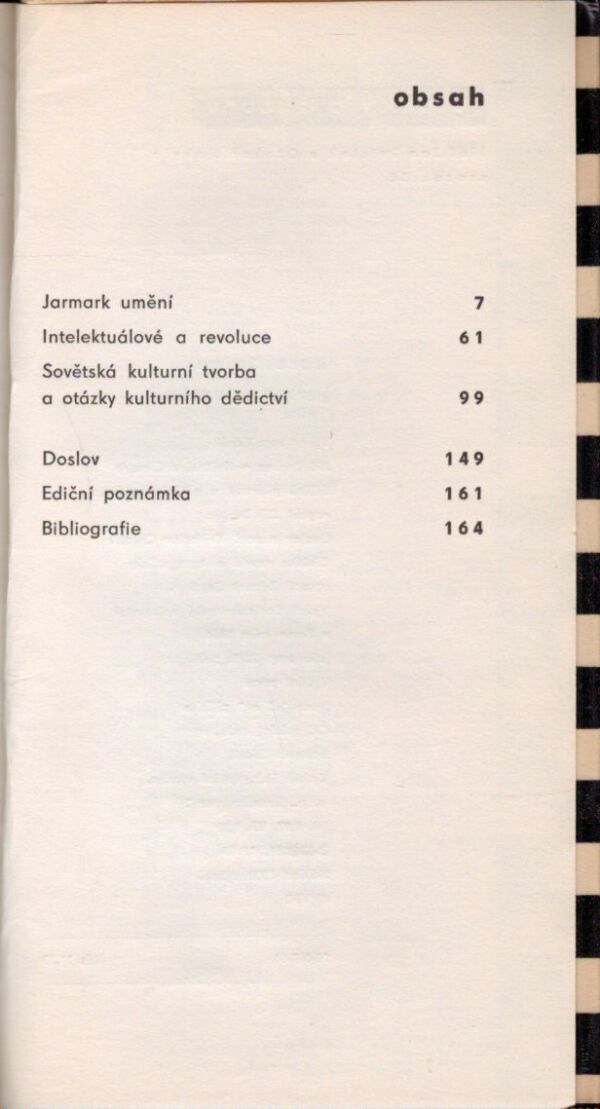 obsah
Jarmark umění 7
Intelektuálové a revoluce 61
Sovětská kulturní tvorba
a otázky kulturního dědictví 99
Doslov 149
Ediční poznámka 161
Bibliografie 164